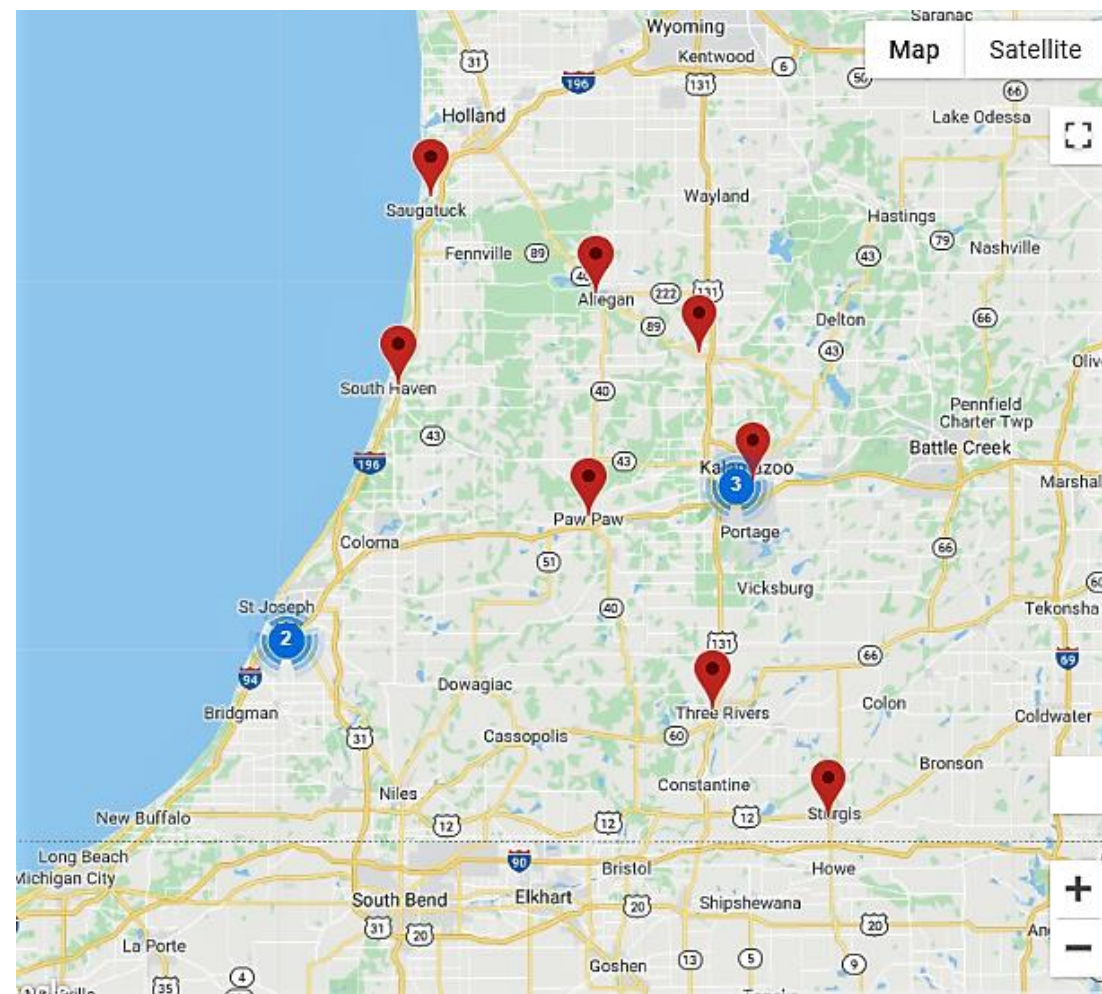 Saranac
Wyoming
Map
Satellite
31
Kentwood
6
196
131
50
66
Holland
Lake Odessa
Wayland
Saugatuck
Hastings
79
Nashville
Fennville
89
43
40
Allegan
222
131
89
Delton
66
43
South Haven
Oliv
40
Pennfield
Charter Twp
43
Battle Creek
196
43
Kalamazoo
3
Marshal
Paw Paw
Portage
Coloma
51
66
Vicksburg
60
St Joseph
40
Tekonsha
2
131
66
69
94
Dowagiac
Colon
Bridgman
Three Rivers
Coldwater
31
Cassopolis
60
Bronson
Niles
Constantine
New Buffalo
12
12
12
Sturgis
Long Beach
90
Bristol
Howe
Michigan City
South Bend
Elkhart
20
Shipshewana
31
20
20
An
La Porte
Goshen
13
5
9
4
35